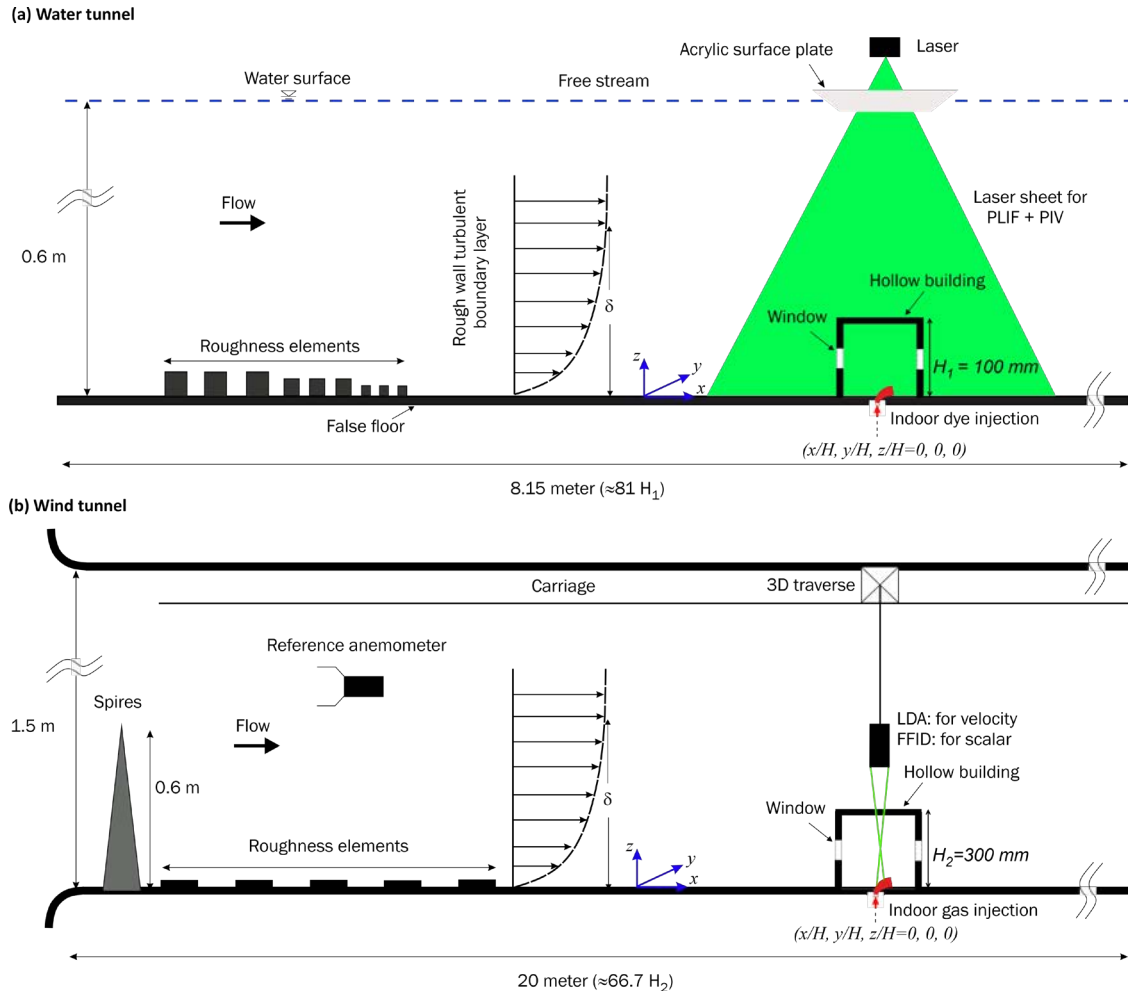 (a) Water tunnel
Laser
Acrylic surface plate
Water surface
Free stream
Flow
Rough wall turbulent
boundary layer
Laser sheet for
PLIF + PIV
0.6 m
δ
Hollow building
Window
Roughness elements
z
y
x
H1 = 100 mm
False floor
Indoor dye injection
(x/H, y/H, z/H=0, 0, 0)
8.15 meter (≈81 H1)
(b) Wind tunnel
Carriage
3D traverse
Reference anemometer
Spires
1.5 m
Flow
LDA: for velocity
FFID: for scalar
0.6 m
Hollow building
δ
Window
Roughness elements
z
y
x
H2=300 mm
Indoor gas injection
(x/H, y/H, z/H=0, 0, 0)
20 meter (≈66.7 H2)